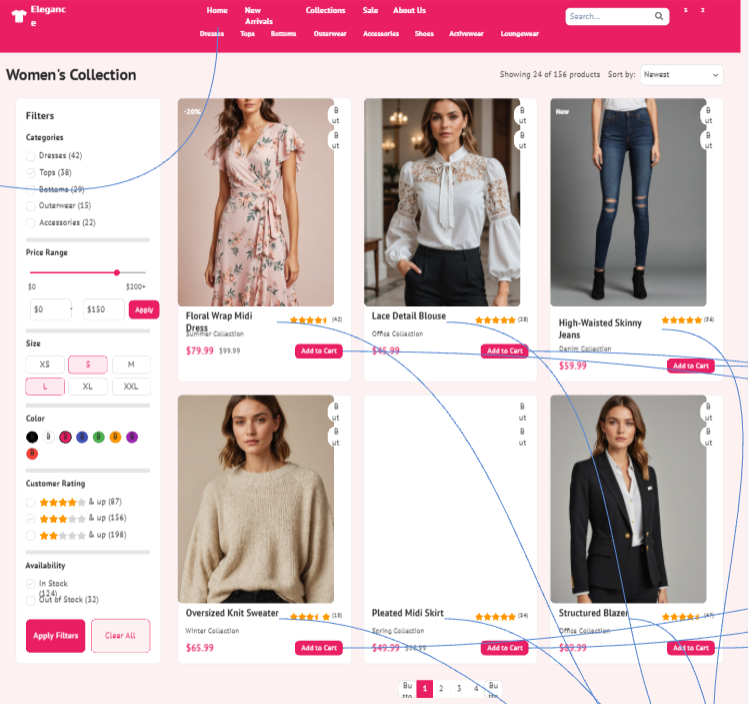 Eleganc
e
Home
New
Arrivals
Collections
Sale
About Us
Search...
5
2
Dresses
Tops
Bottoms
Outerwear
Accessories
Shoes
Activewear
Loungewear
Women's Collection
Showing 24 of 156 products
Sort by:
Newest
Filters
Categories
Dresses (42)
Tops (38)
Bottoms (29)
Outerwear (15)
Accessories (22)
Price Range
$0
$200+
$0
-
$150
Apply
Size
XS
S
M
L
XL
XXL
Color
Customer Rating
& up (87)
& up (156)
& up (198)
Availability
In Stock
(124)
Out of Stock (32)
Apply Filters
Clear All
-20%
B
ut
B
ut
Floral Wrap Midi
Dress
(42)
Summer Collection
$79.99
$99.99
Add to Cart
B
ut
B
ut
Lace Detail Blouse
(28)
Office Collection
$45.99
Add to Cart
New
B
ut
B
ut
High-Waisted Skinny
Jeans
(56)
Denim Collection
$59.99
Add to Cart
B
ut
B
ut
Oversized Knit Sweater
(19)
Winter Collection
$65.99
Add to Cart
B
ut
B
ut
Pleated Midi Skirt
(34)
Spring Collection
$49.99
Add to Cart
B
ut
B
ut
Structured Blazer
(47)
Office Collection
$89.99
Add to Cart
Bu
tto
1
2
3
4
Bu
tto